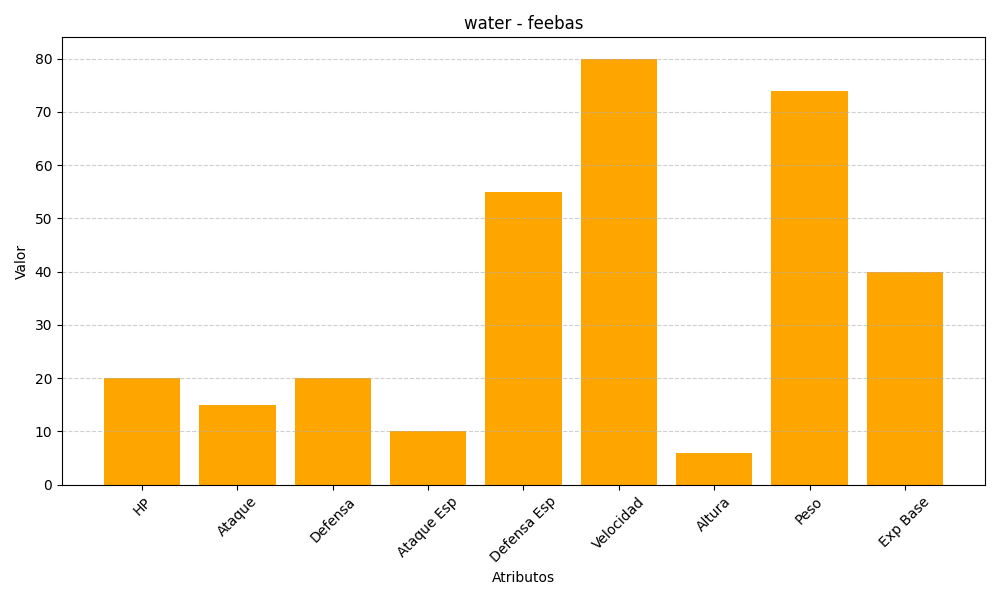 water - feebas
Valor
80
70
60
50
40
30
20
10
0
HP
Ataque
Defensa
Ataque Esp
Defensa Esp
Velocidad
Altura
Peso
Exp Base
Atributos